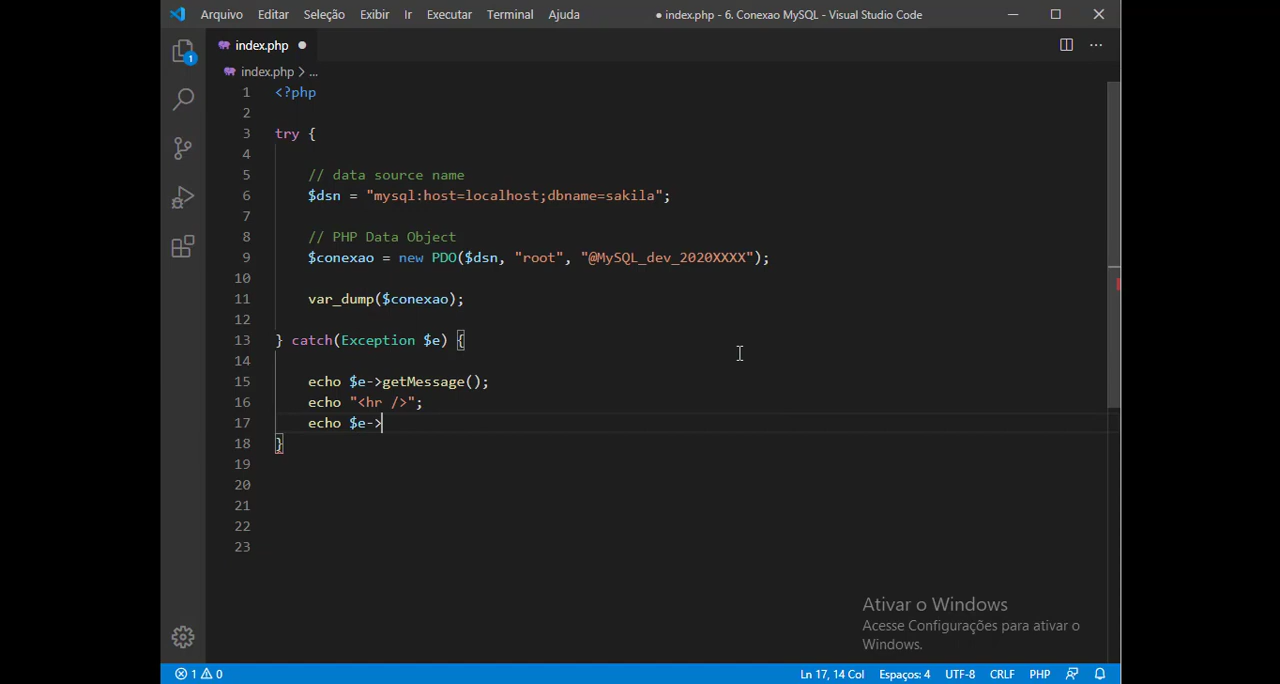 Arquivo Editar Seleção Exibir Ir Executar Terminal Ajuda ● index.php - 6. Conexao MySQL - Visual Studio Code
index.php ●
1
index.php > ...
1 <?php
2
3 try {
4
5 // data source name
6 $dsn = "mysql:host=localhost;dbname=sakila";
7
8 // PHP Data Object
9 $conexao = new PDO($dsn, "root", "@MySQL_dev_2020XXXX");
10
11 var_dump($conexao);
12
13 } catch(Exception $e) {
14
15 echo $e->getMessage();
16 echo "<hr />";
17 echo $e->
18 }
19
20
21
22
23
Ativar o Windows
Acesse Configurações para ativar o
Windows.
1 0 Ln 17, 14 Col Espaços: 4 UTF-8 CRLF PHP